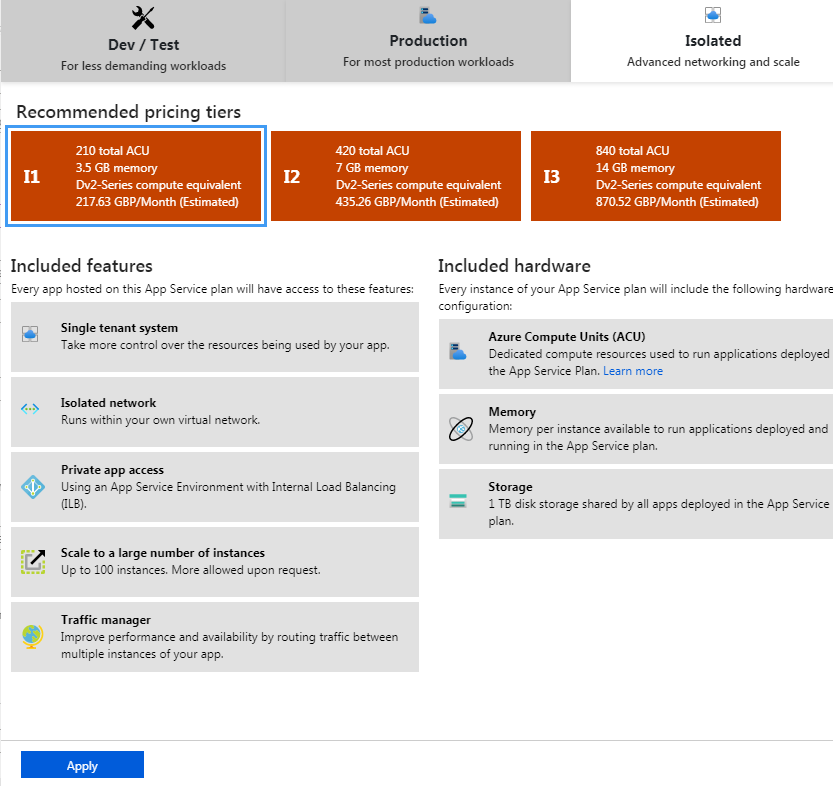 Dev / Test
For less demanding workloads
Production
For most production workloads
Isolated
Advanced networking and scale
Recommended pricing tiers
I1
210 total ACU
3.5 GB memory
Dv2-Series compute equivalent
217.63 GBP/Month (Estimated)
I2
420 total ACU
7 GB memory
Dv2-Series compute equivalent
435.26 GBP/Month (Estimated)
I3
840 total ACU
14 GB memory
Dv2-Series compute equivalent
870.52 GBP/Month (Estimated)
Included features
Every app hosted on this App Service plan will have access to these features:
Single tenant system
Take more control over the resources being used by your app.
Isolated network
Runs within your own virtual network.
Private app access
Using an App Service Environment with Internal Load Balancing
(ILB).
Scale to a large number of instances
Up to 100 instances. More allowed upon request.
Traffic manager
Improve performance and availability by routing traffic between
multiple instances of your app.
Included hardware
Every instance of your App Service plan will include the following hardware
configuration:
Azure Compute Units (ACU)
Dedicated compute resources used to run applications deployed
the App Service Plan. Learn more
Memory
Memory per instance available to run applications deployed and
running in the App Service plan.
Storage
1 TB disk storage shared by all apps deployed in the App Service
plan.
Apply